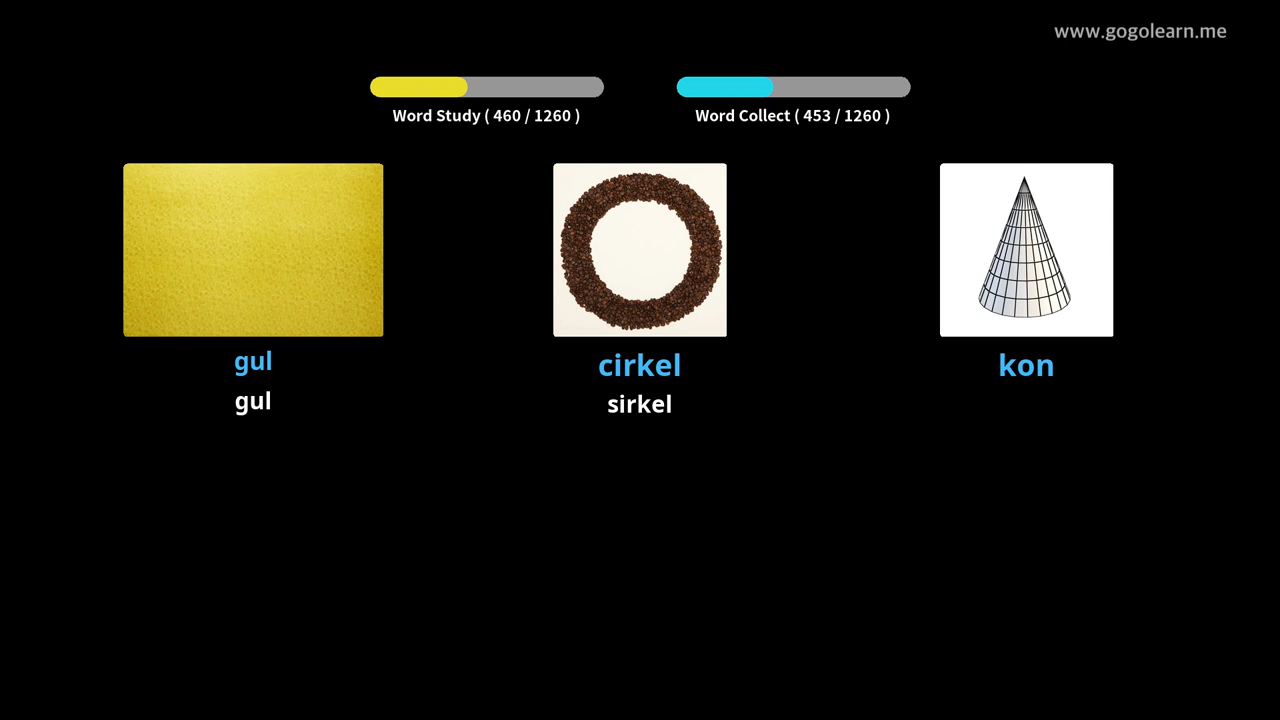 www.gogolearn.me
Word Study ( 460 / 1260 )
Word Collect ( 453 / 1260 )
gul
cirkel
kon
gul
sirkel